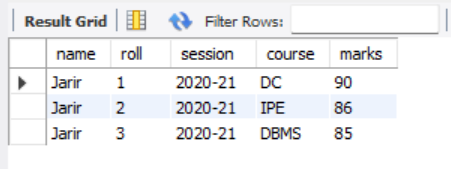 Result Grid Filter Rows:
name roll session course marks
Jarir 1 2020-21 DC 90
Jarir 2 2020-21 IPE 86
Jarir 3 2020-21 DBMS 85